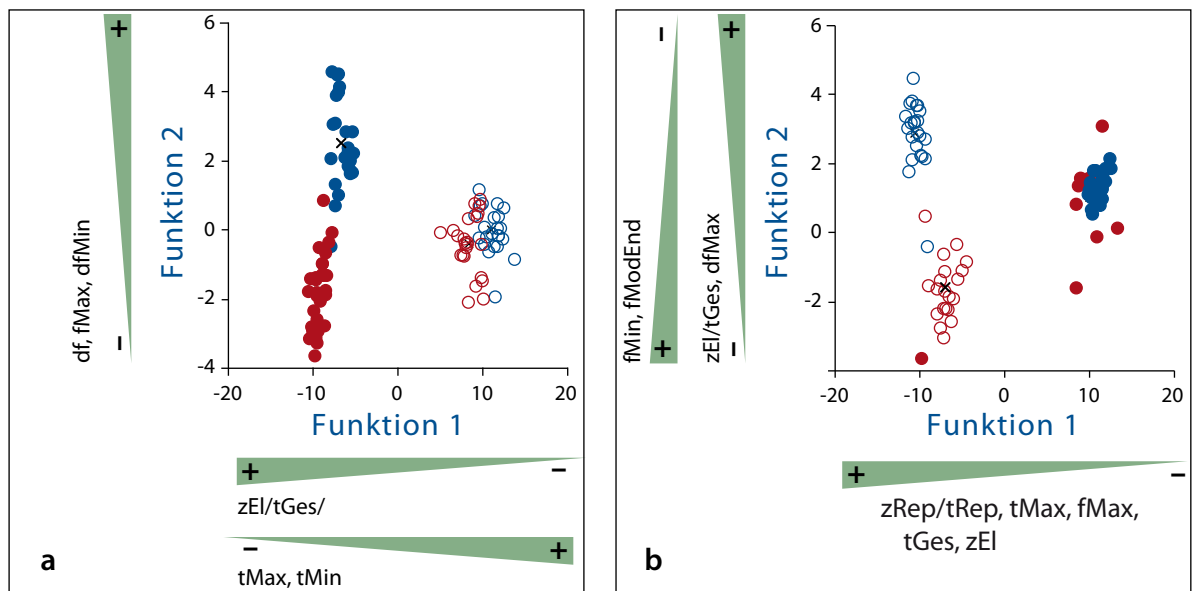 +
df, fMax, dfMin
–
Funktion 2
6
4
2
0
-2
-4
-20
-10
0
10
20
Funktion 1
+
–
zEl/tGes/
–
+
tMax, tMin
a
–
fMin, fModEnd
+
+
zEl/tGes, dfMax
–
Funktion 2
6
4
2
0
-2
-20
-10
0
10
20
Funktion 1
+
–
zRep/tRep, tMax, fMax,
tGes, zEl
b